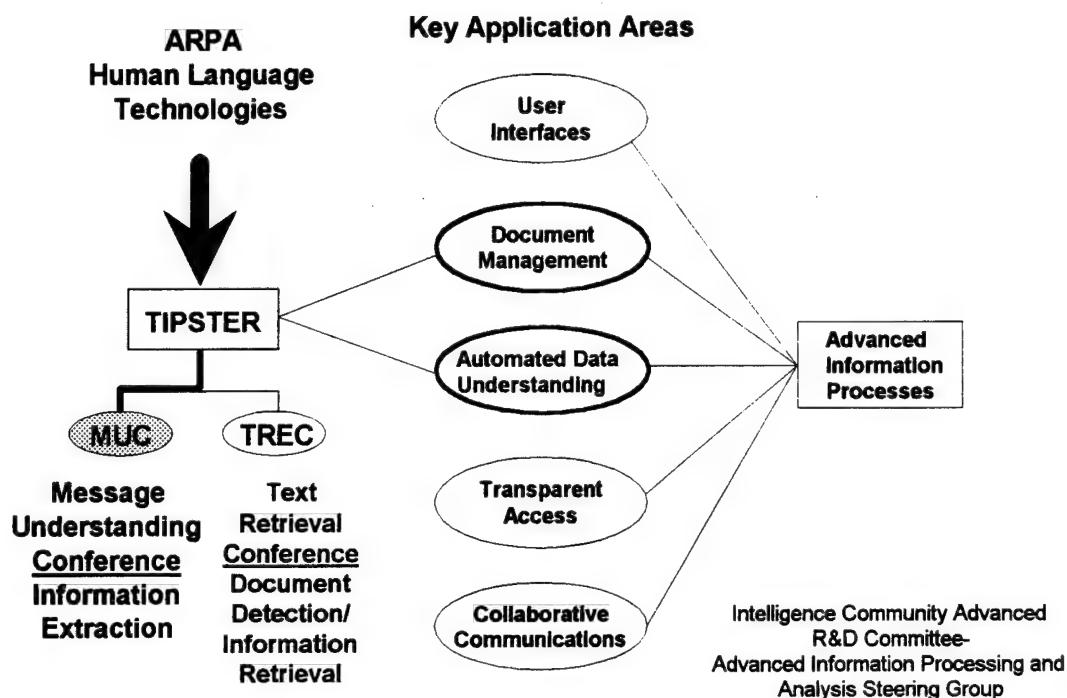 ARPA
Human Language
Technologies
Key Application Areas
User
Interfaces
Document
Management
TIPSTER
Automated Data
Understanding
Advanced
Information
Processes
MUC
TREC
Message
Understanding
Conference
Information
Extraction
Text
Retrieval
Conference
Document
Detection/
Information
Retrieval
Transparent
Access
Collaborative
Communications
Intelligence Community Advanced
R&D Committee-
Advanced Information Processing and
Analysis Steering Group